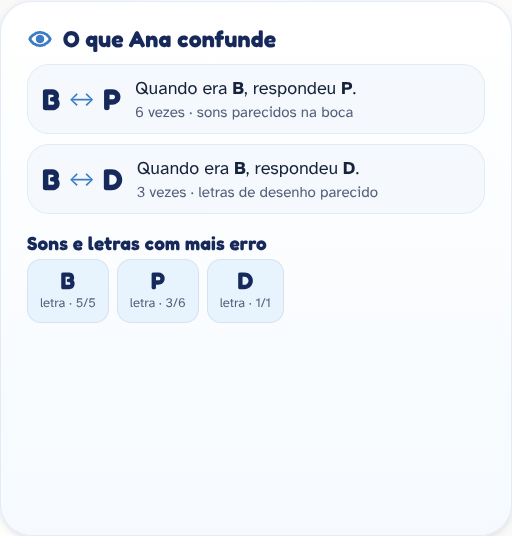 O que Ana confunde
B ↔ P
Quando era B, respondeu P.
6 vezes · sons parecidos na boca
B ↔ D
Quando era B, respondeu D.
3 vezes · letras de desenho parecido
Sons e letras com mais erro
B
letra · 5/5
P
letra · 3/6
D
letra · 1/1